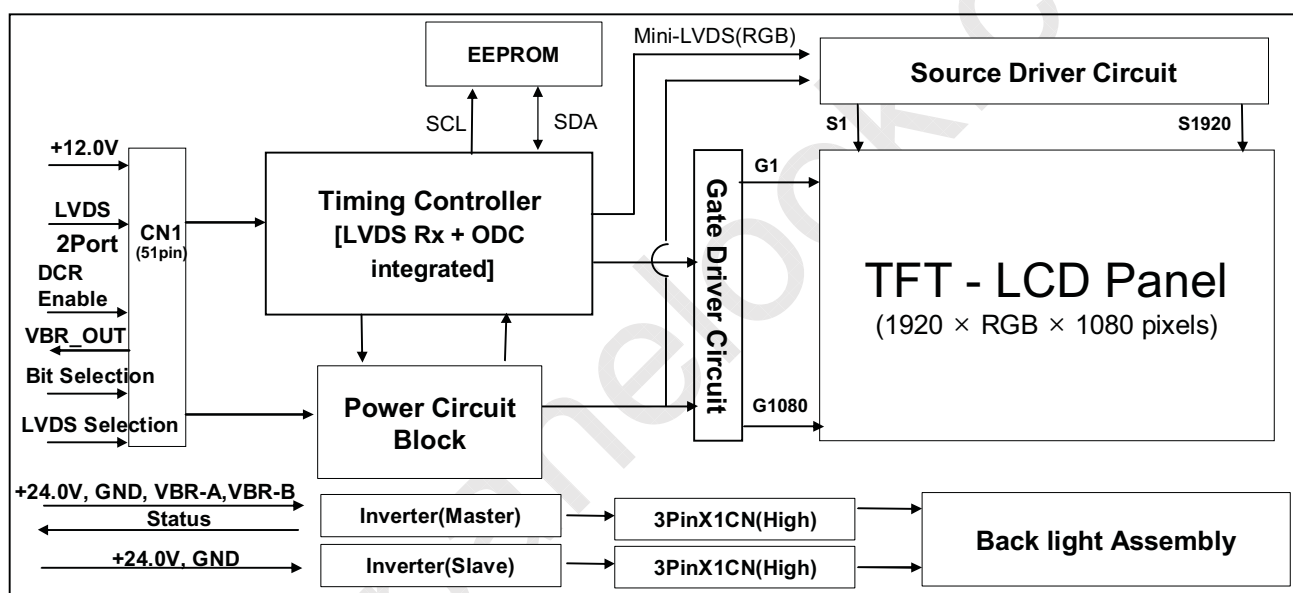 EEPROM
Mini-LVDS(RGB)
Source Driver Circuit
SCL
SDA
S1
S1920
+12.0V
LVDS
2Port
DCR
Enable
VBR_OUT
Bit Selection
LVDS Selection
CN1
(51pin)
Timing Controller
[LVDS Rx + ODC
integrated]
Power Circuit
Block
Gate Driver Circuit
G1
G1080
TFT - LCD Panel
(1920 × RGB × 1080 pixels)
+24.0V, GND, VBR-A,VBR-B
Status
Inverter(Master)
3PinX1CN(High)
+24.0V, GND
Inverter(Slave)
3PinX1CN(High)
Back light Assembly